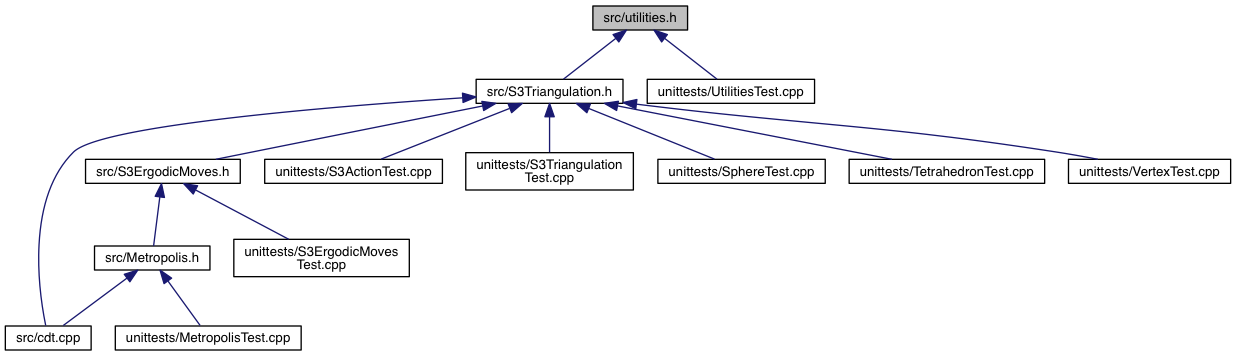 src/utilities.h
src/S3Triangulation.h
unittests/UtilitiesTest.cpp
src/S3ErgodicMoves.h
unittests/S3ActionTest.cpp
unittests/S3Triangulation
Test.cpp
unittests/SphereTest.cpp
unittests/TetrahedronTest.cpp
unittests/VertexTest.cpp
src/Metropolis.h
unittests/S3ErgodicMoves
Test.cpp
src/cdt.cpp
unittests/MetropolisTest.cpp